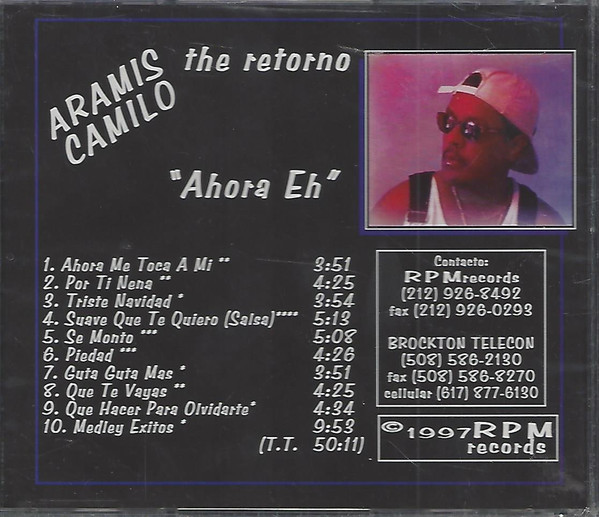 ARAMIS
CAMILO
the retorno
"Ahora Eh"
1. Ahora Me Toca A Mi ** 3:51
2. Por Ti Nena ** 4:25
3. Triste Navidad * 3:54
4. Suave Que Te Quiero (Salsa)**** 5:13
5. Se Monto *** 5:08
6. Piedad *** 4:26
7. Guta Guta Mas * 3:51
8. Que Te Vayas ** 4:25
9. Que Hacer Para Olvidarte* 4:34
10. Medley Exitos * 9:53
(T.T. 50:11)
Contacto:
RPMrecords
(212) 926-8492
fax (212) 926-0293
BROCKTON TELECON
(508) 586-2130
fax (508) 586-8270
cellular (617) 877-6130
©1997RPM
records